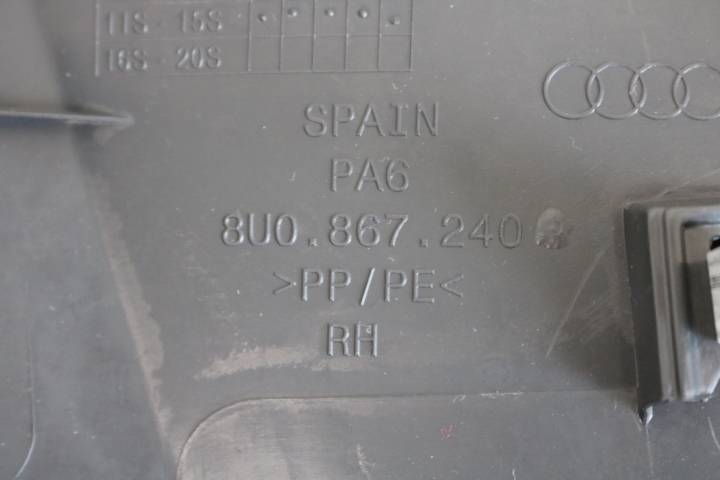 11S - 15S
16S - 20S
SPAIN
PA6
8U0.867.240
>PP/PE<
RH